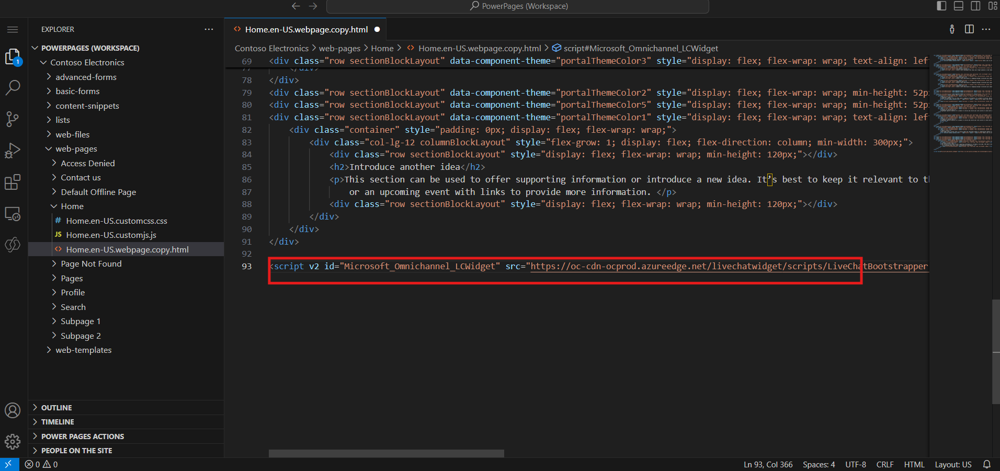 PowerPages (Workspace)
EXPLORER
POWERPAGES (WORKSPACE)
Contoso Electronics
advanced-forms
basic-forms
content-snippets
lists
web-files
web-pages
Access Denied
Contact us
Default Offline Page
Home
# Home.en-US.customcss.css
JS Home.en-US.customjs.js
<> Home.en-US.webpage.copy.html
Page Not Found
Pages
Profile
Search
Subpage 1
Subpage 2
web-templates
OUTLINE
TIMELINE
POWER PAGES ACTIONS
PEOPLE ON THE SITE
1
<> Home.en-US.webpage.copy.html
Contoso Electronics > web-pages > Home > <> Home.en-US.webpage.copy.html > script#Microsoft_Omnichannel_LCWidget
69 <div class="row sectionBlockLayout" data-component-theme="portalThemeColor3" style="display: flex; flex-wrap: wrap; text-align: lef
77 </div>
78 </div>
79 <div class="row sectionBlockLayout" data-component-theme="portalThemeColor2" style="display: flex; flex-wrap: wrap; min-height: 52p
80 <div class="row sectionBlockLayout" data-component-theme="portalThemeColor5" style="display: flex; flex-wrap: wrap; min-height: 52p
81 <div class="row sectionBlockLayout" data-component-theme="portalThemeColor1" style="display: flex; flex-wrap: wrap; text-align: lef
82 <div class="container" style="padding: 0px; display: flex; flex-wrap: wrap;">
83 <div class="col-lg-12 columnBlockLayout" style="flex-grow: 1; display: flex; flex-direction: column; min-width: 300px;">
84 <div class="row sectionBlockLayout" style="display: flex; flex-wrap: wrap; min-height: 120px;"></div>
85 <h2>Introduce another idea</h2>
86 <p>This section can be used to offer supporting information or introduce a new idea. It’s best to keep it relevant to th
87 or an upcoming event with links to provide more information. </p>
88 <div class="row sectionBlockLayout" style="display: flex; flex-wrap: wrap; min-height: 120px;"></div>
89 </div>
90 </div>
91 </div>
92
93 <script v2 id="Microsoft_Omnichannel_LCWidget" src="https://oc-cdn-ocprod.azureedge.net/livechatwidget/scripts/LiveChatBootstrapper
0 0
Ln 93, Col 366
Spaces: 4
UTF-8
CRLF
HTML
Layout: US